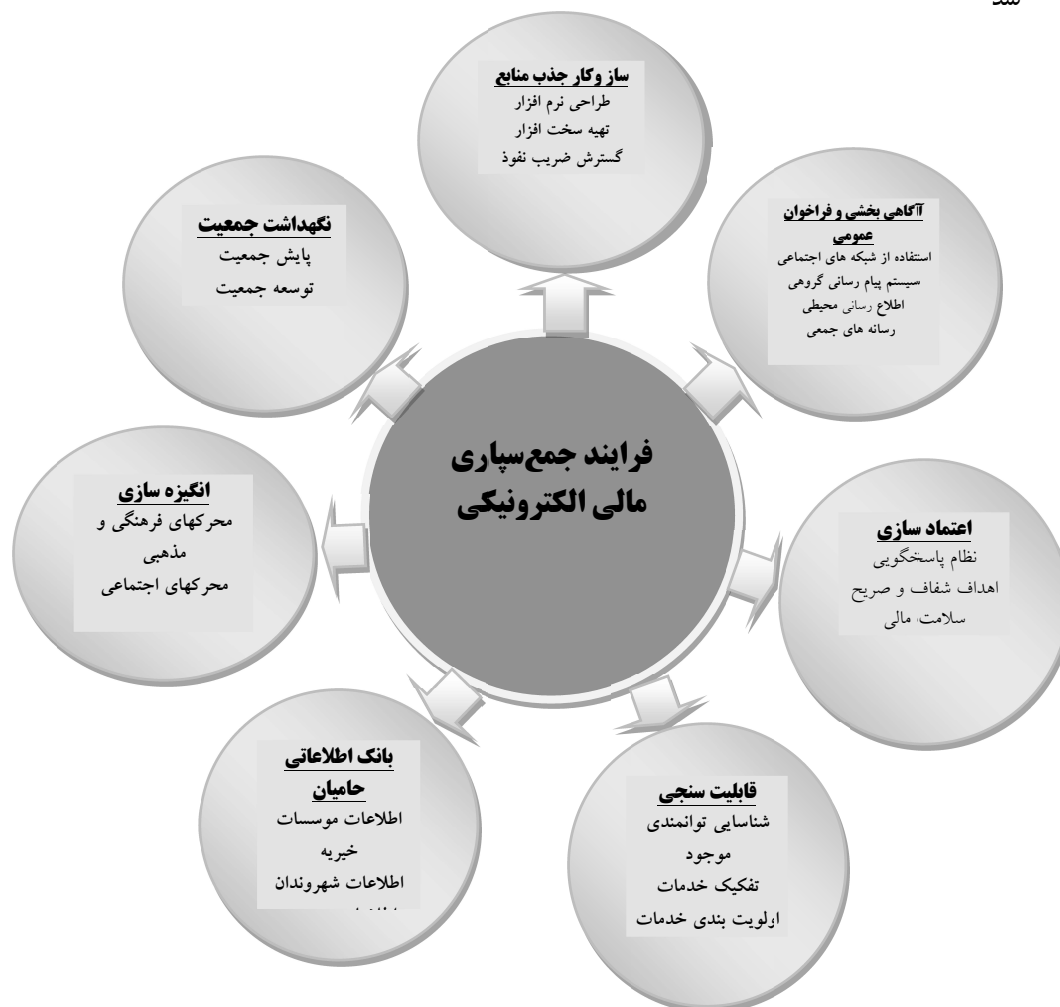 شد
ساز وکار جذب منابع
طراحی نرم افزار
تهیه سخت افزار
گسترش ضریب نفوذ
آگاهی بخشی و فراخوان
عمومی
استفاده از شبکه های اجتماعی
سیستم پیام رسانی گروهی
اطلاع رسانی محیطی
رسانه های جمعی
اعتماد سازی
نظام پاسخگویی
اهداف شفاف و صریح
سلامت مالی
قابلیت سنجی
شناسایی توانمندی
موجود
تفکیک خدمات
اولویت بندی خدمات
بانک اطلاعاتی
حامیان
اطلاعات موسسات
خیریه
اطلاعات شهروندان
انگیزه سازی
محرکهای فرهنگی و
مذهبی
محرکهای اجتماعی
نگهداشت جمعیت
پایش جمعیت
توسعه جمعیت
فرایند جمع‌سپاری
مالی الکترونیکی